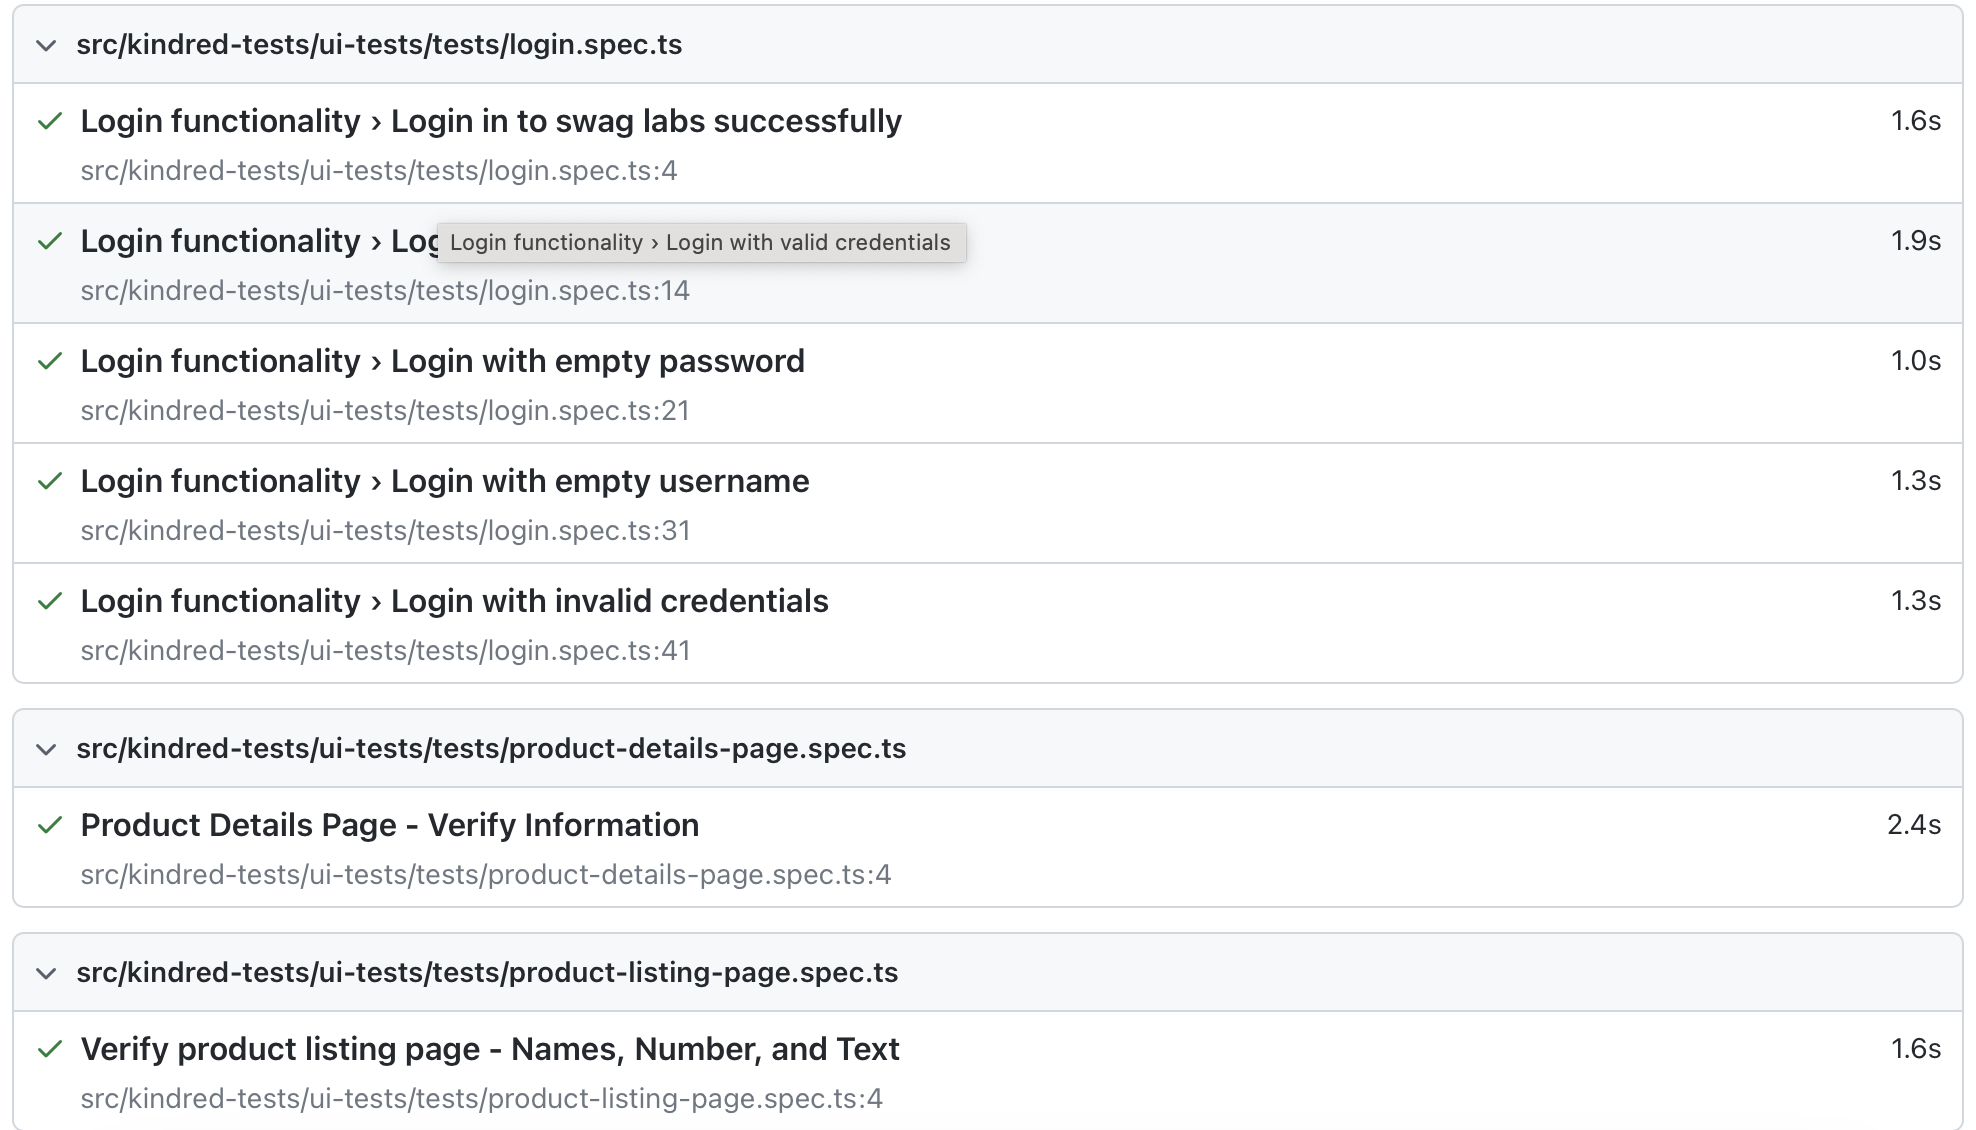 src/kindred-tests/ui-tests/tests/login.spec.ts
Login functionality › Login in to swag labs successfully
1.6s
src/kindred-tests/ui-tests/tests/login.spec.ts:4
Login functionality › Log
Login functionality › Login with valid credentials
1.9s
src/kindred-tests/ui-tests/tests/login.spec.ts:14
Login functionality › Login with empty password
1.0s
src/kindred-tests/ui-tests/tests/login.spec.ts:21
Login functionality › Login with empty username
1.3s
src/kindred-tests/ui-tests/tests/login.spec.ts:31
Login functionality › Login with invalid credentials
1.3s
src/kindred-tests/ui-tests/tests/login.spec.ts:41
src/kindred-tests/ui-tests/tests/product-details-page.spec.ts
Product Details Page - Verify Information
2.4s
src/kindred-tests/ui-tests/tests/product-details-page.spec.ts:4
src/kindred-tests/ui-tests/tests/product-listing-page.spec.ts
Verify product listing page - Names, Number, and Text
1.6s
src/kindred-tests/ui-tests/tests/product-listing-page.spec.ts:4